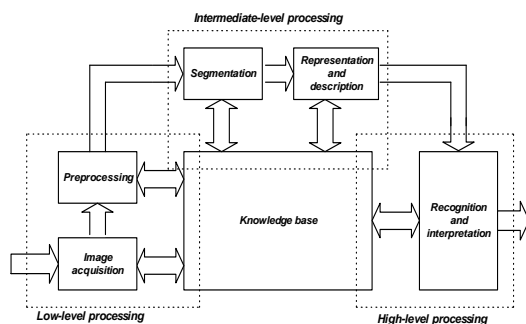 Intermediate-level processing
Segmentation
Representation
and
description
Preprocessing
Knowledge base
Recognition
and
interpretation
Image
acquisition
Low-level processing
High-level processing